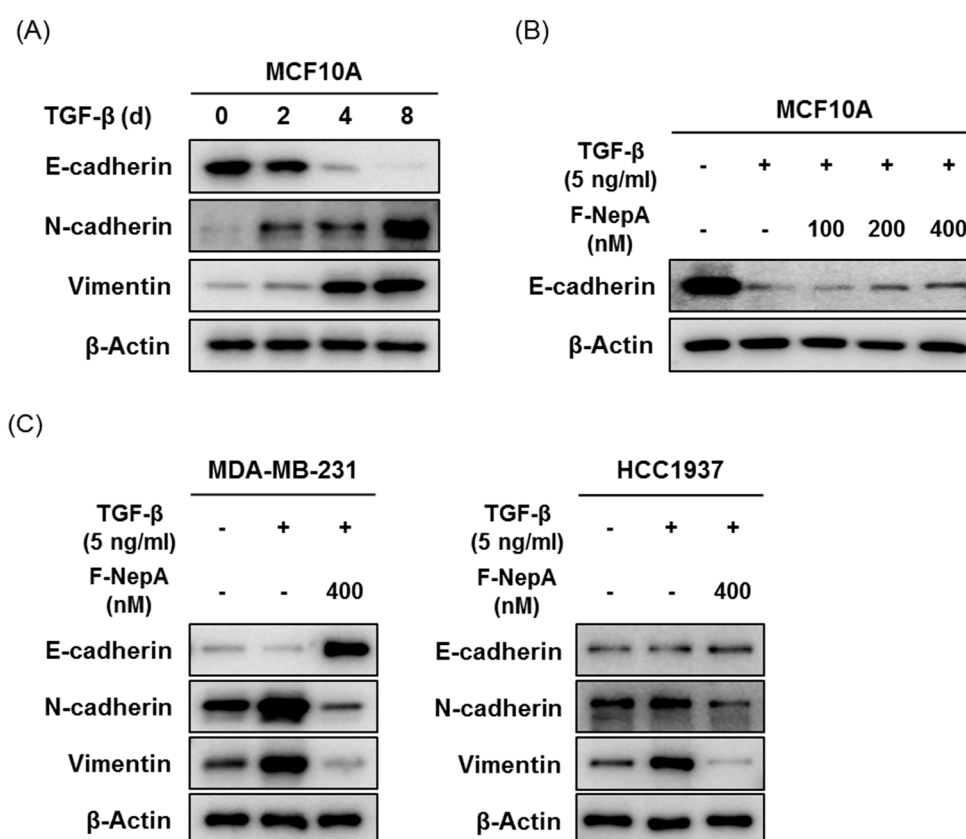 (A)
MCF10A
TGF-β (d) 0 2 4 8
E-cadherin
N-cadherin
Vimentin
β-Actin
(B)
MCF10A
TGF-β
(5 ng/ml) - + + + +
F-NepA
(nM) - - 100 200 400
E-cadherin
β-Actin
(C)
MDA-MB-231
TGF-β
(5 ng/ml) - + +
F-NepA
(nM) - - 400
E-cadherin
N-cadherin
Vimentin
β-Actin
HCC1937
TGF-β
(5 ng/ml) - + +
F-NepA
(nM) - - 400
E-cadherin
N-cadherin
Vimentin
β-Actin